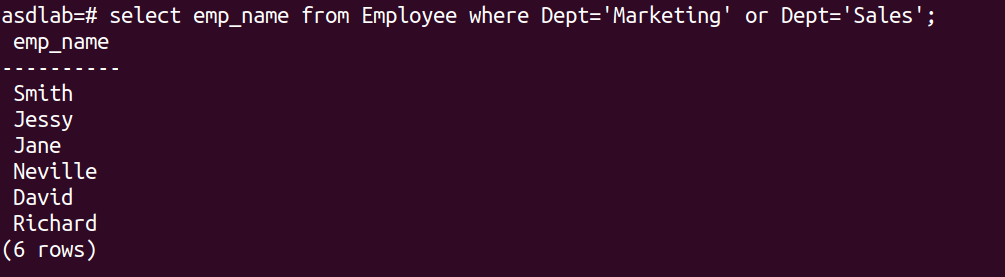 asdlab=# select emp_name from Employee where Dept='Marketing' or Dept='Sales';
emp_name
----------
Smith
Jessy
Jane
Neville
David
Richard
(6 rows)